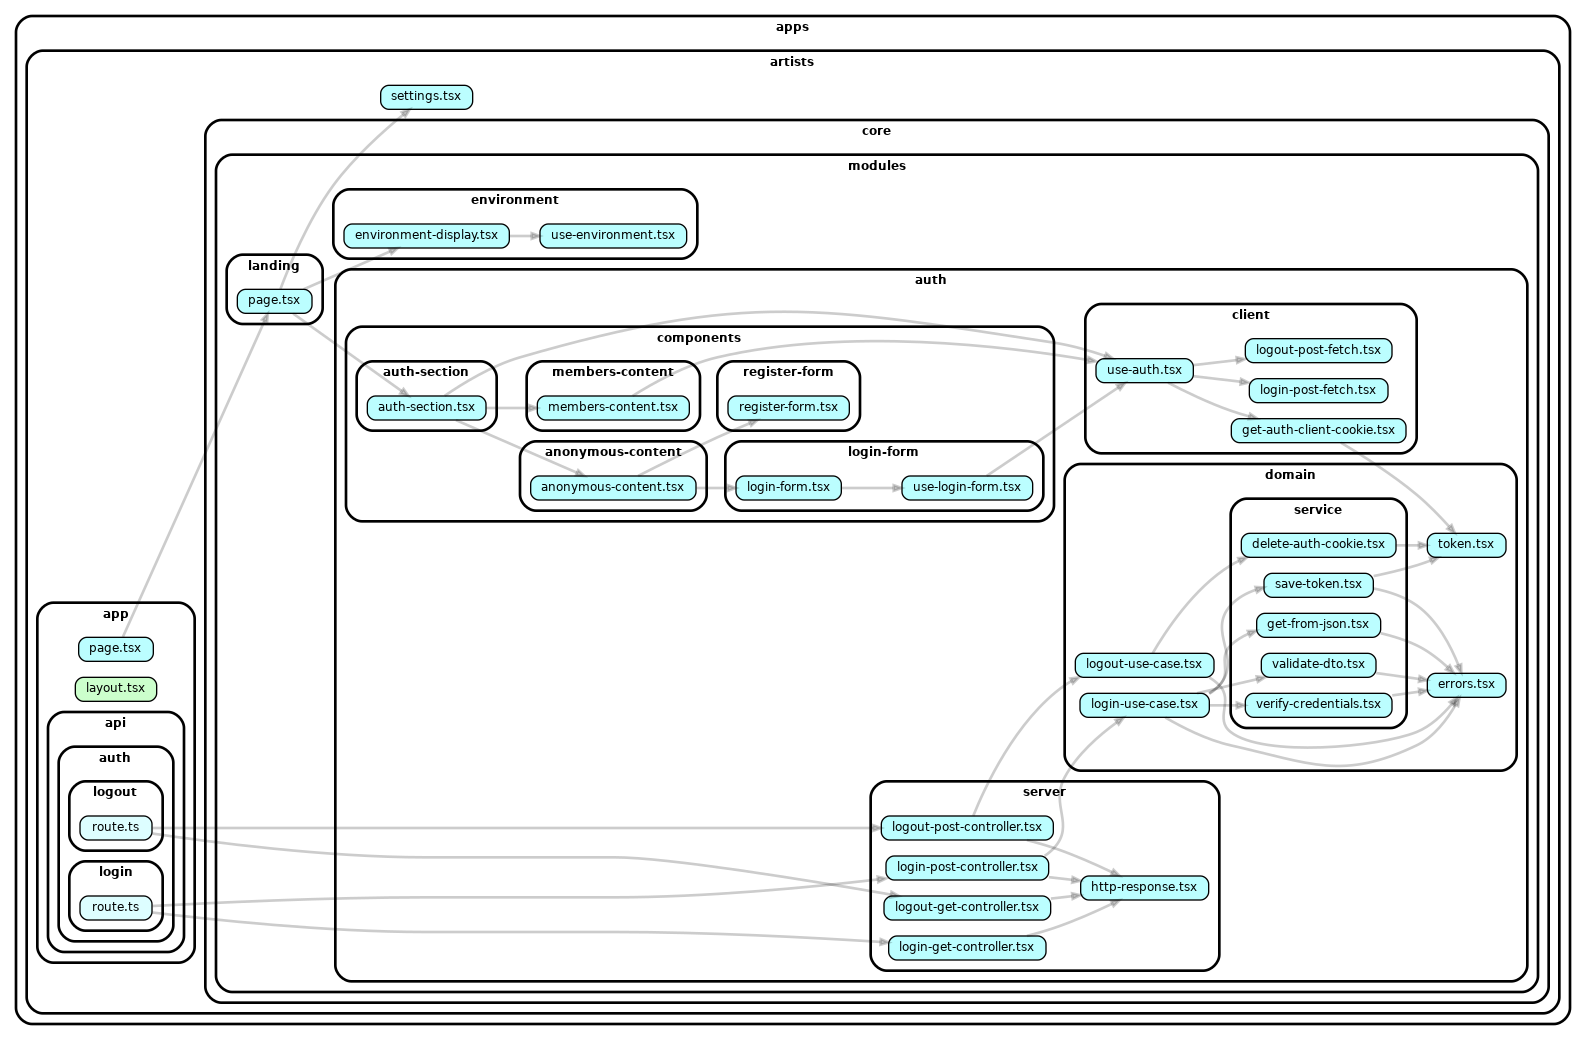 apps
artists
settings.tsx
core
modules
environment
environment-display.tsx
use-environment.tsx
landing
page.tsx
auth
components
auth-section
auth-section.tsx
members-content
members-content.tsx
register-form
register-form.tsx
anonymous-content
anonymous-content.tsx
login-form
login-form.tsx
use-login-form.tsx
client
use-auth.tsx
logout-post-fetch.tsx
login-post-fetch.tsx
get-auth-client-cookie.tsx
domain
service
delete-auth-cookie.tsx
save-token.tsx
get-from-json.tsx
validate-dto.tsx
verify-credentials.tsx
token.tsx
errors.tsx
logout-use-case.tsx
login-use-case.tsx
app
page.tsx
layout.tsx
api
auth
logout
route.ts
login
route.ts
server
logout-post-controller.tsx
login-post-controller.tsx
logout-get-controller.tsx
login-get-controller.tsx
http-response.tsx